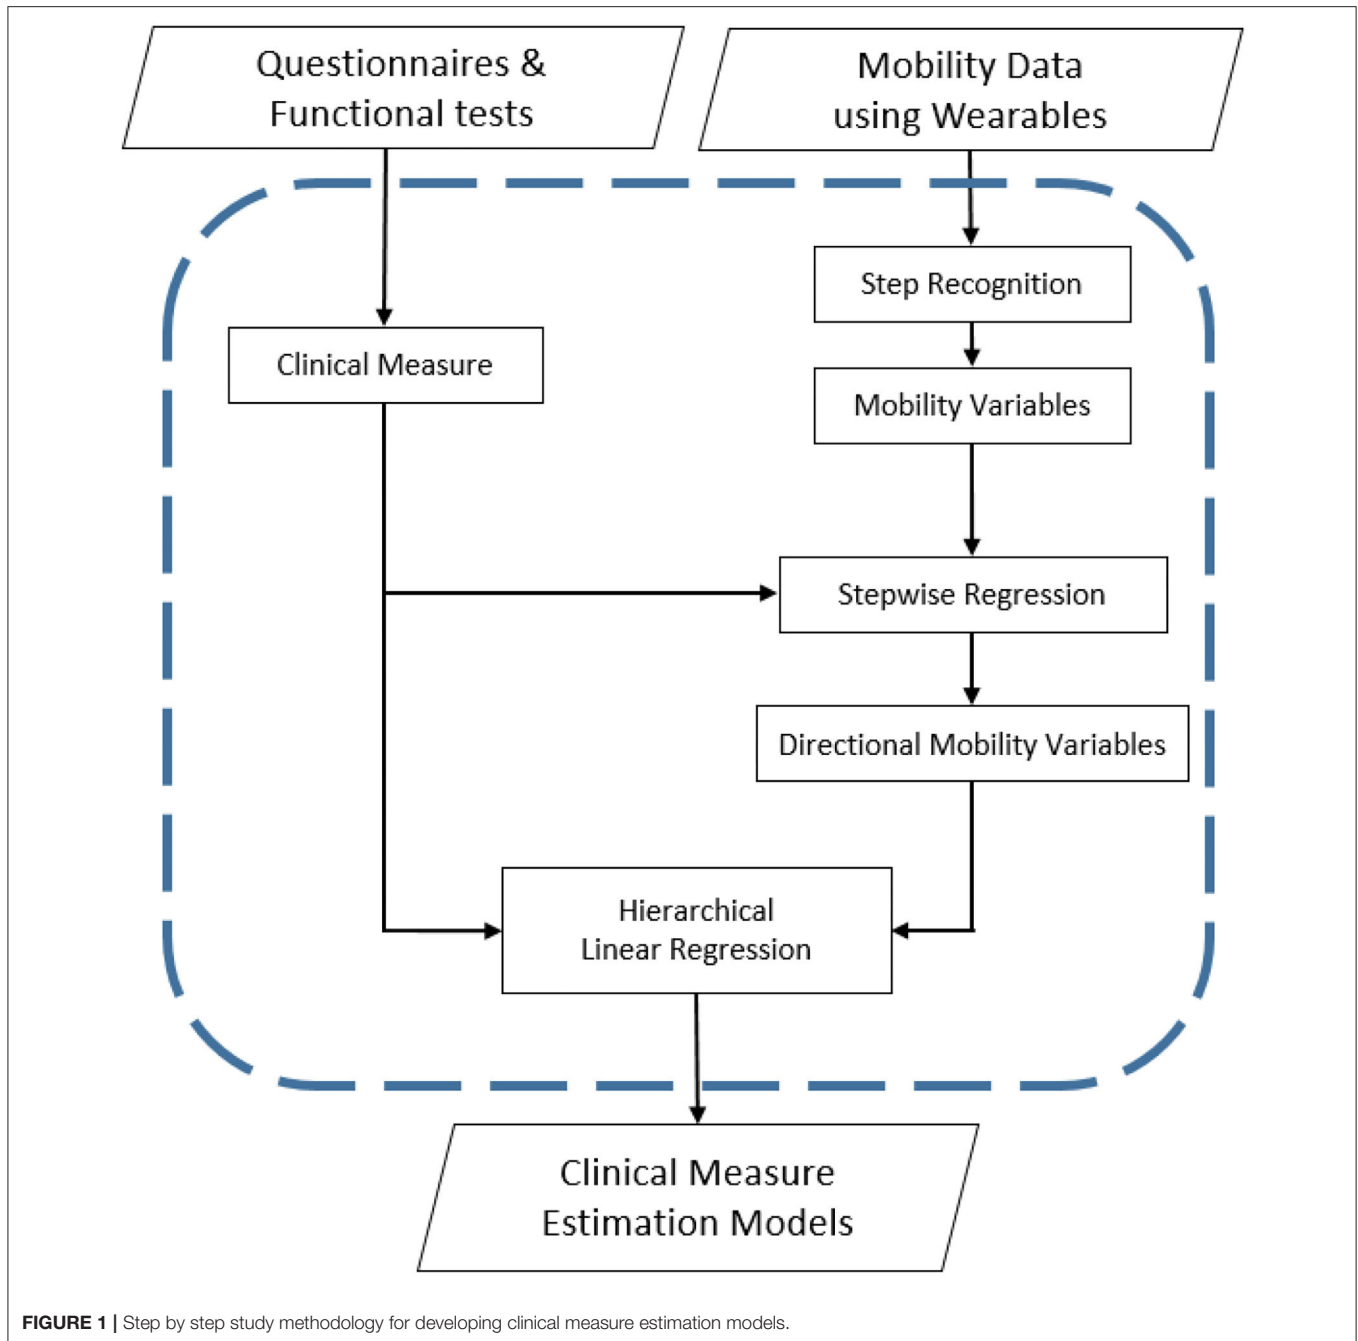 Questionnaires &
Functional tests
Mobility Data
using Wearables
Step Recognition
Clinical Measure
Mobility Variables
Stepwise Regression
Directional Mobility Variables
Hierarchical
Linear Regression
Clinical Measure
Estimation Models
FIGURE 1 | Step by step study methodology for developing clinical measure estimation models.